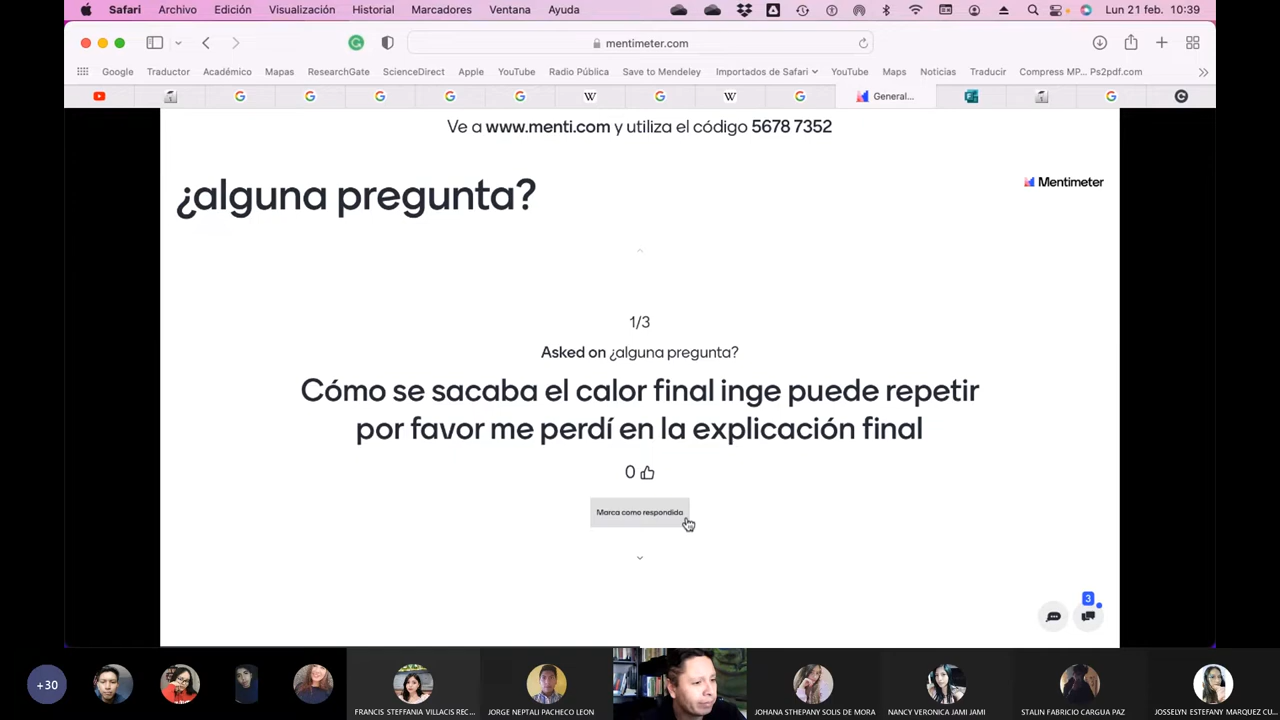 Safari Archivo Edición Visualización Historial Marcadores Ventana Ayuda Lun 21 feb. 10:39
mentimeter.com
Google Traductor Académico Mapas ResearchGate ScienceDirect Apple YouTube Radio Pública Save to Mendeley Importados de Safari YouTube Maps Noticias Traducir Compress MP... Ps2pdf.com
General...
Ve a www.menti.com y utiliza el código 5678 7352
¿alguna pregunta?
Mentimeter
1/3
Asked on ¿alguna pregunta?
Cómo se sacaba el calor final inge puede repetir
por favor me perdí en la explicación final
0
Marca como respondida
3
+30
FRANCIS STEFFANIA VILLACIS REC...
JORGE NEPTALI PACHECO LEON
JOHANA STHEPANY SOLIS DE MORA
NANCY VERONICA JAMI JAMI
STALIN FABRICIO CARGUA PAZ
JOSSELYN ESTEFANY MARQUEZ CU...